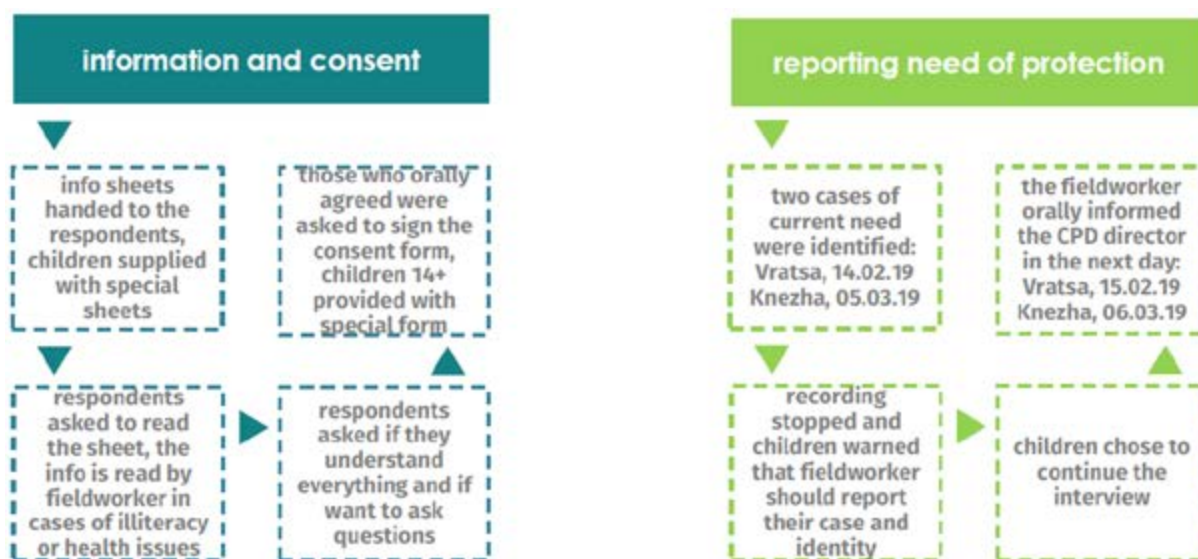 information and consent
info sheets
handed to the
respondents,
children supplied
with special
sheets
respondents
asked to read
the sheet, the
info is read by
fieldworker in
cases of illiteracy
or health issues
respondents
asked if they
understand
everything and if
want to ask
questions
those who orally
agreed were
asked to sign the
consent form,
children 14+
provided with
special form
reporting need of protection
two cases of
current need
were identified:
Vratsa, 14.02.19
Knezha, 05.03.19
recording
stopped and
children warned
that fieldworker
should report
their case and
identity
children chose to
continue the
interview
the fieldworker
orally informed
the CPD director
in the next day:
Vratsa, 15.02.19
Knezha, 06.03.19